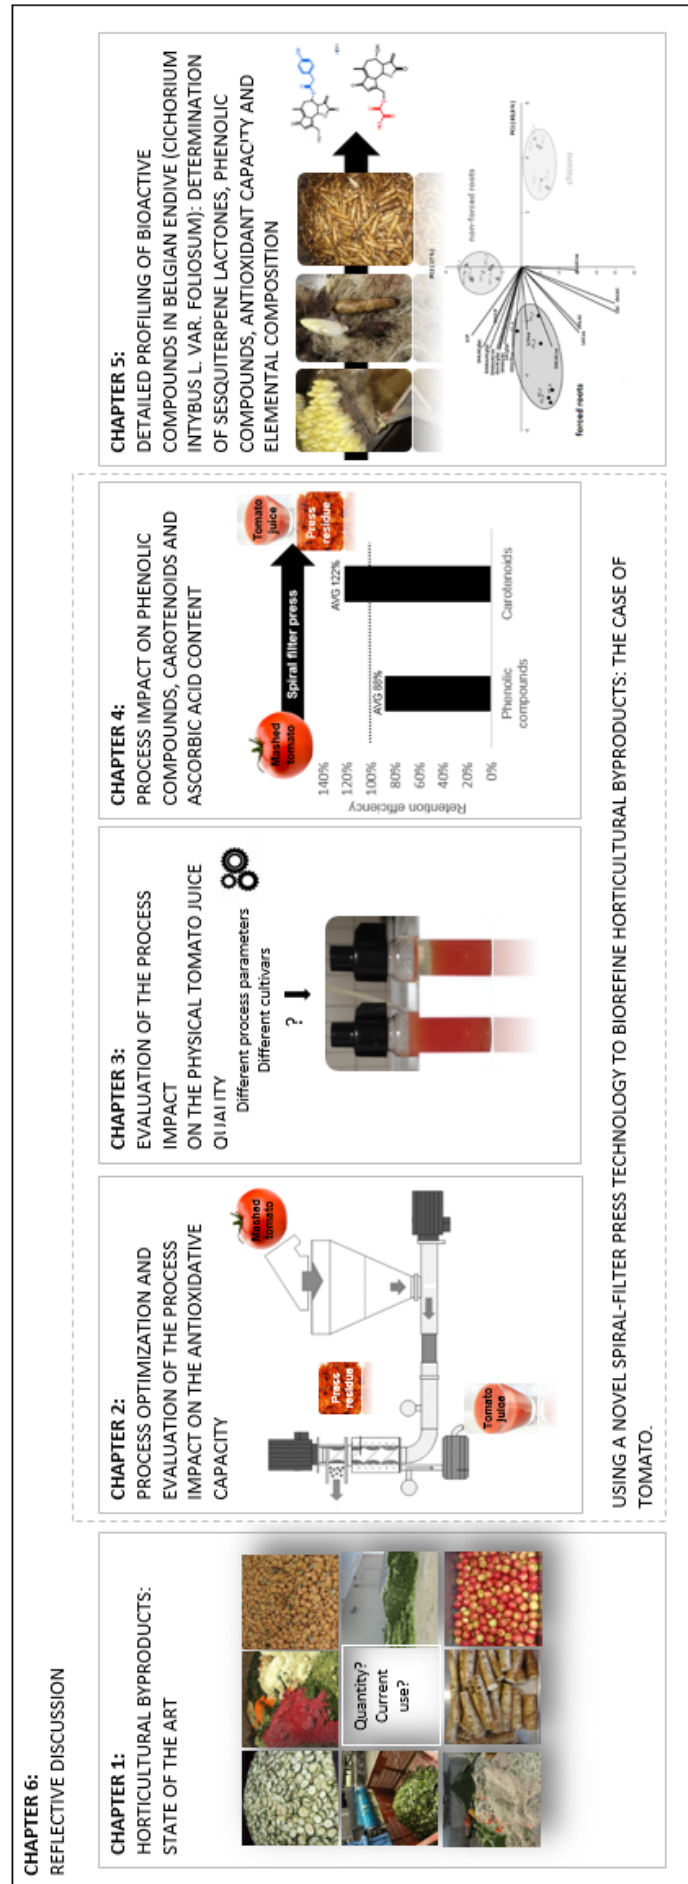 CHAPTER 6:
REFLECTIVE DISCUSSION
CHAPTER 1:
HORTICULTURAL BYPRODUCTS:
STATE OF THE ART
Quantity?
Current
use?
CHAPTER 2:
PROCESS OPTIMIZATION AND
EVALUATION OF THE PROCESS
IMPACT ON THE ANTIOXIDATIVE
CAPACITY
Mashed
tomato
Press
residue
Tomato
juice
CHAPTER 3:
EVALUATION OF THE PROCESS
IMPACT
ON THE PHYSICAL TOMATO JUICE
QUALITY
Different process parameters
Different cultivars
?
CHAPTER 4:
PROCESS IMPACT ON PHENOLIC
COMPOUNDS, CAROTENOIDS AND
ASCORBIC ACID CONTENT
Mashed
tomato
Spiral filter press
Tomato
juice
Press
residue
Retention efficiency
140%
120%
100%
80%
60%
40%
20%
0%
AVG 88%
AVG 122%
Phenolic
compounds
Carotenoids
USING A NOVEL SPIRAL-FILTER PRESS TECHNOLOGY TO BIOREFINE HORTICULTURAL BYPRODUCTS: THE CASE OF
TOMATO.
CHAPTER 5:
DETAILED PROFILING OF BIOACTIVE
COMPOUNDS IN BELGIAN ENDIVE (CICHORIUM
INTYBUS L. VAR. FOLIOSUM): DETERMINATION
OF SESQUITERPENE LACTONES, PHENOLIC
COMPOUNDS, ANTIOXIDANT CAPACITY AND
ELEMENTAL COMPOSITION
non-forced roots
chicons
forced roots